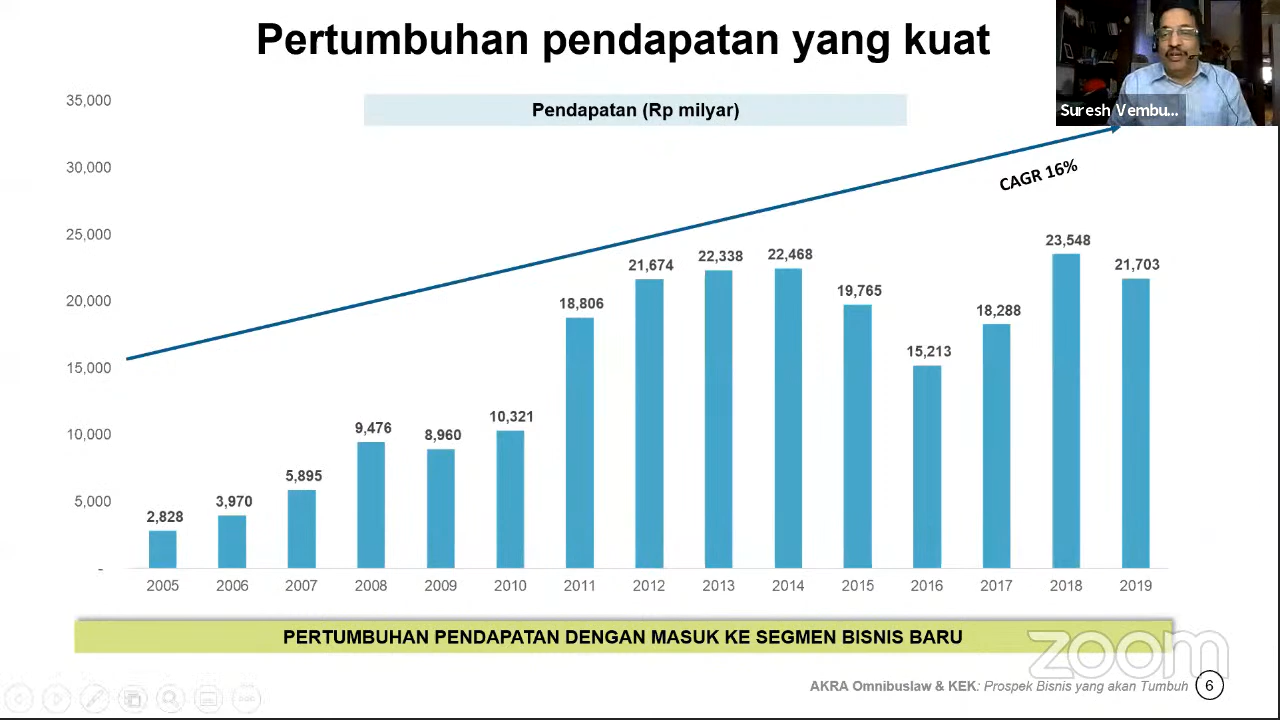 Pertumbuhan pendapatan yang kuat
Suresh Vembu...
Pendapatan (Rp milyar)
35,000
30,000
25,000
20,000
15,000
10,000
5,000
-
CAGR 16%
2,828
3,970
5,895
9,476
8,960
10,321
18,806
21,674
22,338
22,468
19,765
15,213
18,288
23,548
21,703
2005 2006 2007 2008 2009 2010 2011 2012 2013 2014 2015 2016 2017 2018 2019
PERTUMBUHAN PENDAPATAN DENGAN MASUK KE SEGMEN BISNIS BARU
zoom
AKRA Omnibuslaw & KEK: Prospek Bisnis yang akan Tumbuh 6